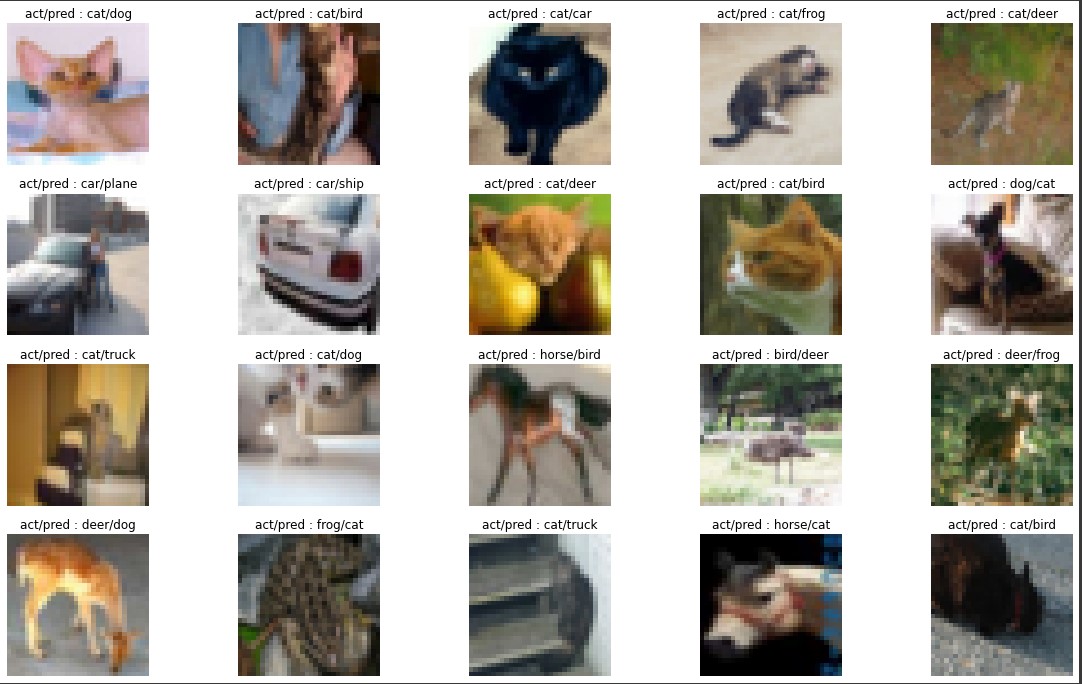 act/pred : cat/dog
act/pred : cat/bird
act/pred : cat/car
act/pred : cat/frog
act/pred : cat/deer
act/pred : car/plane
act/pred : car/ship
act/pred : cat/deer
act/pred : cat/bird
act/pred : dog/cat
act/pred : cat/truck
act/pred : cat/dog
act/pred : horse/bird
act/pred : bird/deer
act/pred : deer/frog
act/pred : deer/dog
act/pred : frog/cat
act/pred : cat/truck
act/pred : horse/cat
act/pred : cat/bird